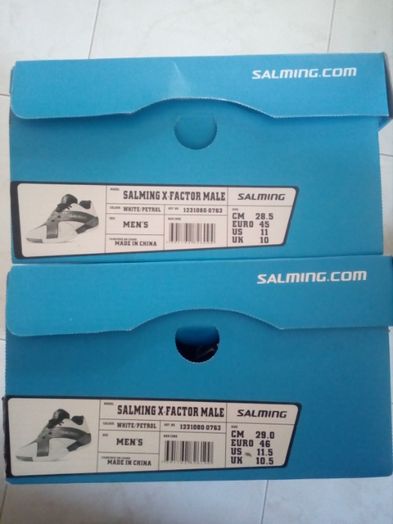 SALMING.COM
MODEL
SALMING X-FACTOR MALE SALMING
COLOUR WHITE/PETROL ART NO. 1231080-0763
SIZE MEN'S
CM 28.5
EURO 45
US 11
UK 10
MADE IN CHINA
SALMING.COM
MODEL
SALMING X-FACTOR MALE SALMING
COLOUR WHITE/PETROL ART NO. 1231080-0763
MEN'S
CM 29.0
EURO 46
US 11.5
UK 10.5
MADE IN CHINA